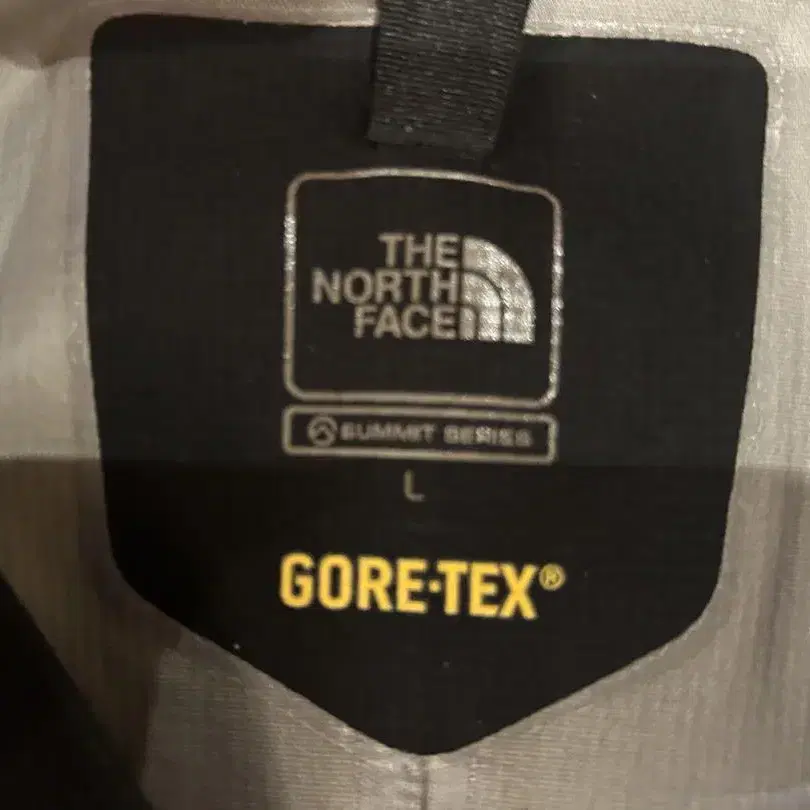 THE
NORTH
FACE
SUMMIT SERIES
L
GORE-TEX®